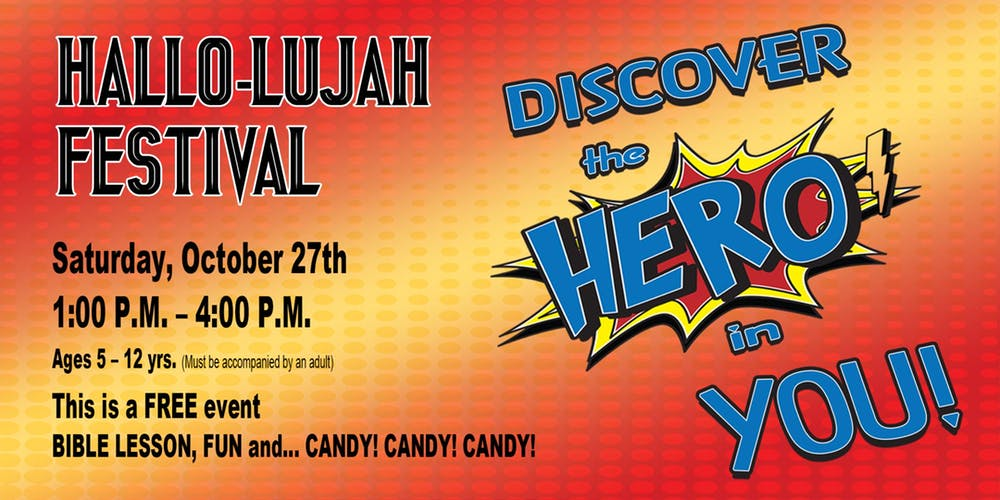 HALLO-LUJAH
FESTIVAL
Saturday, October 27th
1:00 P.M. – 4:00 P.M.
Ages 5 – 12 yrs. (Must be accompanied by an adult)
This is a FREE event
BIBLE LESSON, FUN and... CANDY! CANDY! CANDY!
DISCOVER
the
HERO
in
YOU!